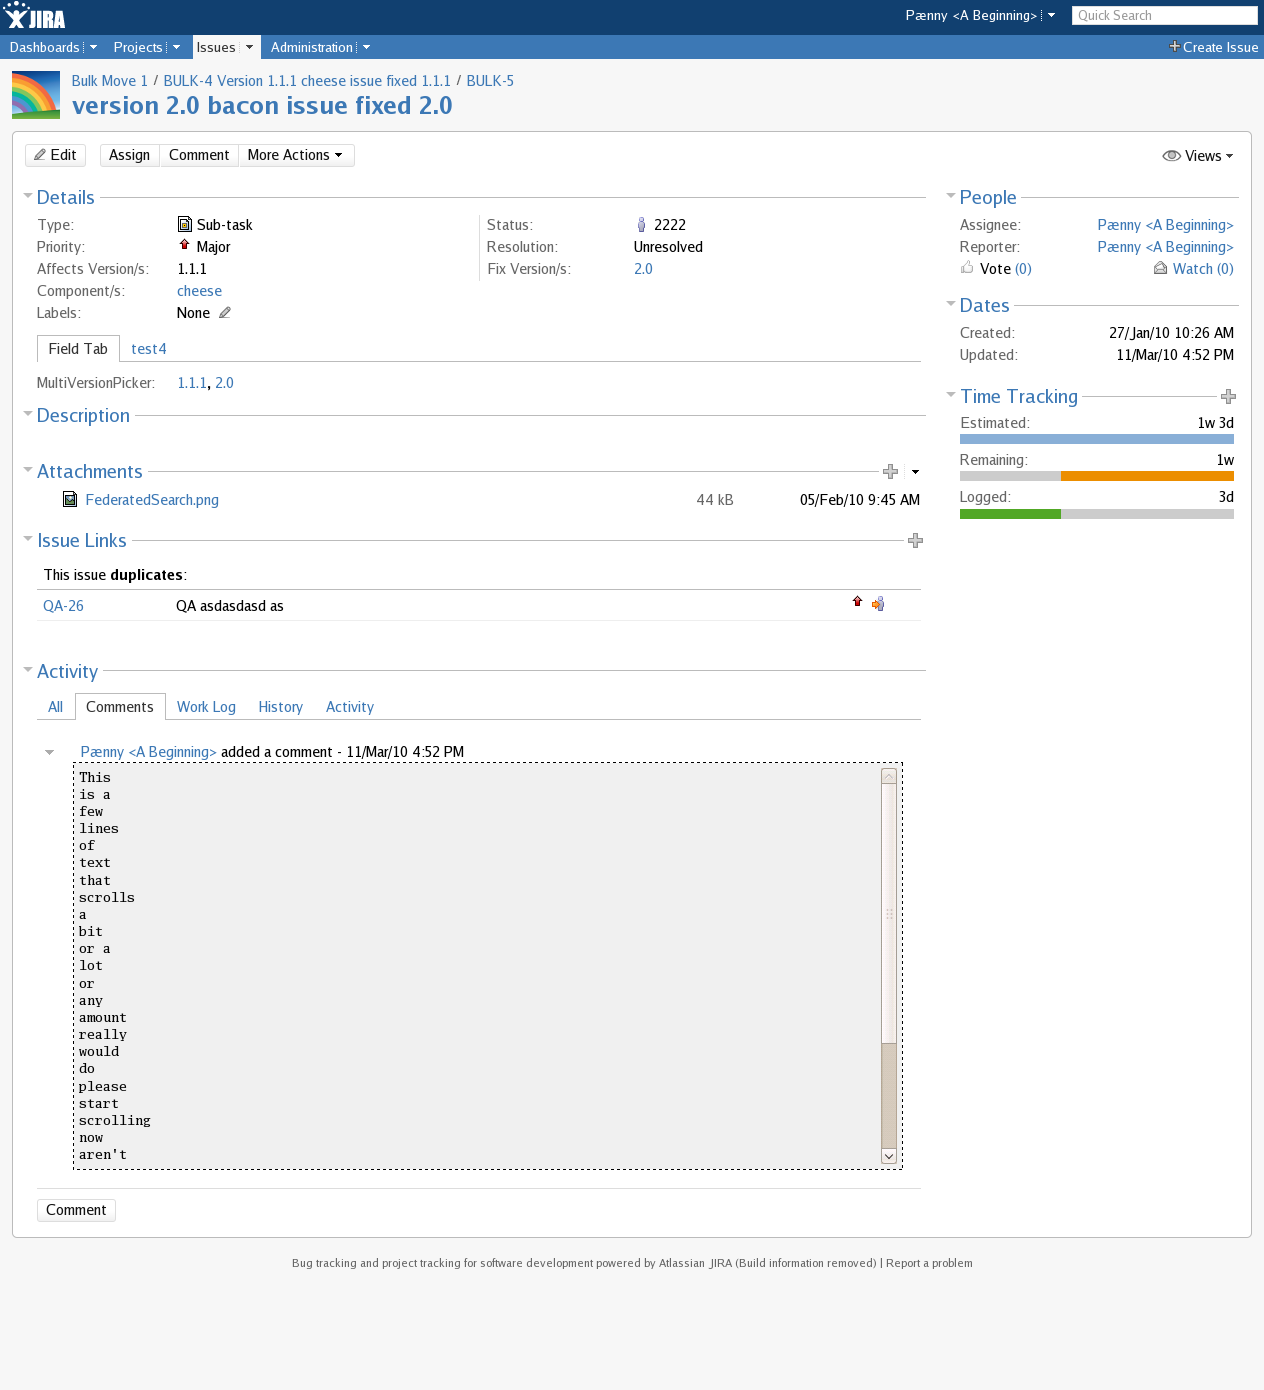 JIRA
Pænny <A Beginning>
Quick Search
Dashboards Projects Issues Administration
Create Issue
Bulk Move 1 / BULK-4 Version 1.1.1 cheese issue fixed 1.1.1 / BULK-5
version 2.0 bacon issue fixed 2.0
Edit Assign Comment More Actions
Views
Details
Type: Sub-task
Priority: Major
Affects Version/s: 1.1.1
Component/s: cheese
Labels: None
Status: 2222
Resolution: Unresolved
Fix Version/s: 2.0
Field Tab test4
MultiVersionPicker: 1.1.1, 2.0
Description
Attachments
FederatedSearch.png 44 kB 05/Feb/10 9:45 AM
Issue Links
This issue duplicates:
QA-26 QA asdasdasd as
Activity
All Comments Work Log History Activity
Pænny <A Beginning> added a comment - 11/Mar/10 4:52 PM
This
is a
few
lines
of
text
that
scrolls
a
bit
or a
lot
or
any
amount
really
would
do
please
start
scrolling
now
aren't
Comment
People
Assignee: Pænny <A Beginning>
Reporter: Pænny <A Beginning>
Vote (0) Watch (0)
Dates
Created: 27/Jan/10 10:26 AM
Updated: 11/Mar/10 4:52 PM
Time Tracking
Estimated: 1w 3d
Remaining: 1w
Logged: 3d
Bug tracking and project tracking for software development powered by Atlassian JIRA (Build information removed) | Report a problem